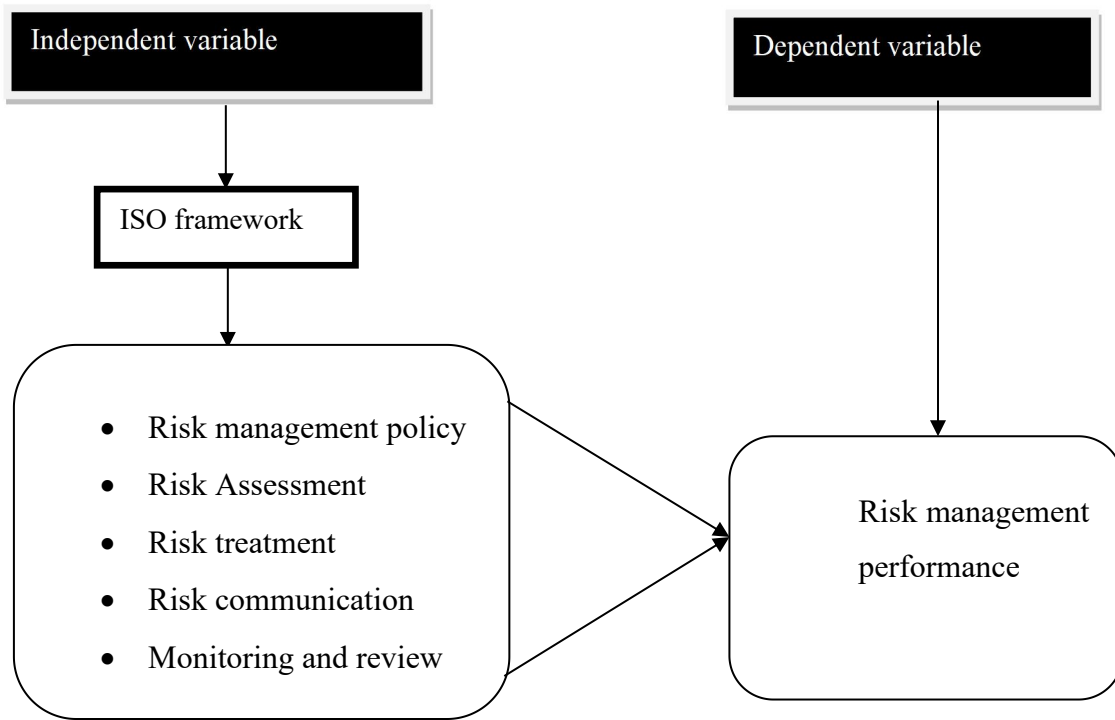 Independent variable
Dependent variable
ISO framework
• Risk management policy
• Risk Assessment
• Risk treatment
• Risk communication
• Monitoring and review
Risk management
performance